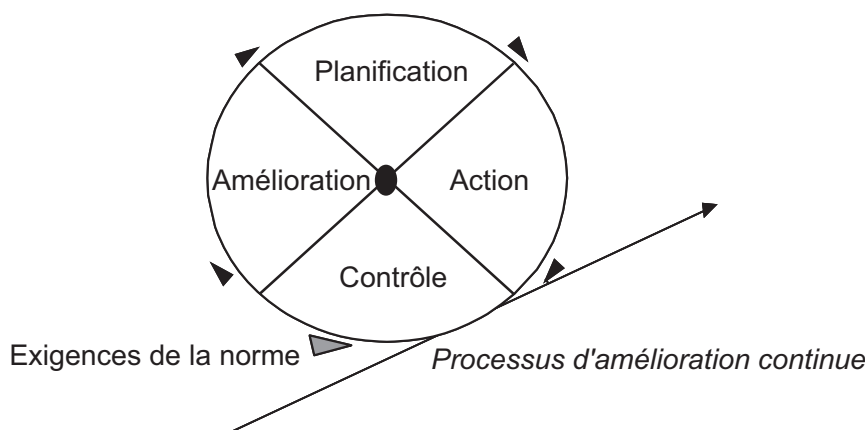 Planification
Amélioration
Action
Contrôle
Exigences de la norme
Processus d'amélioration continue